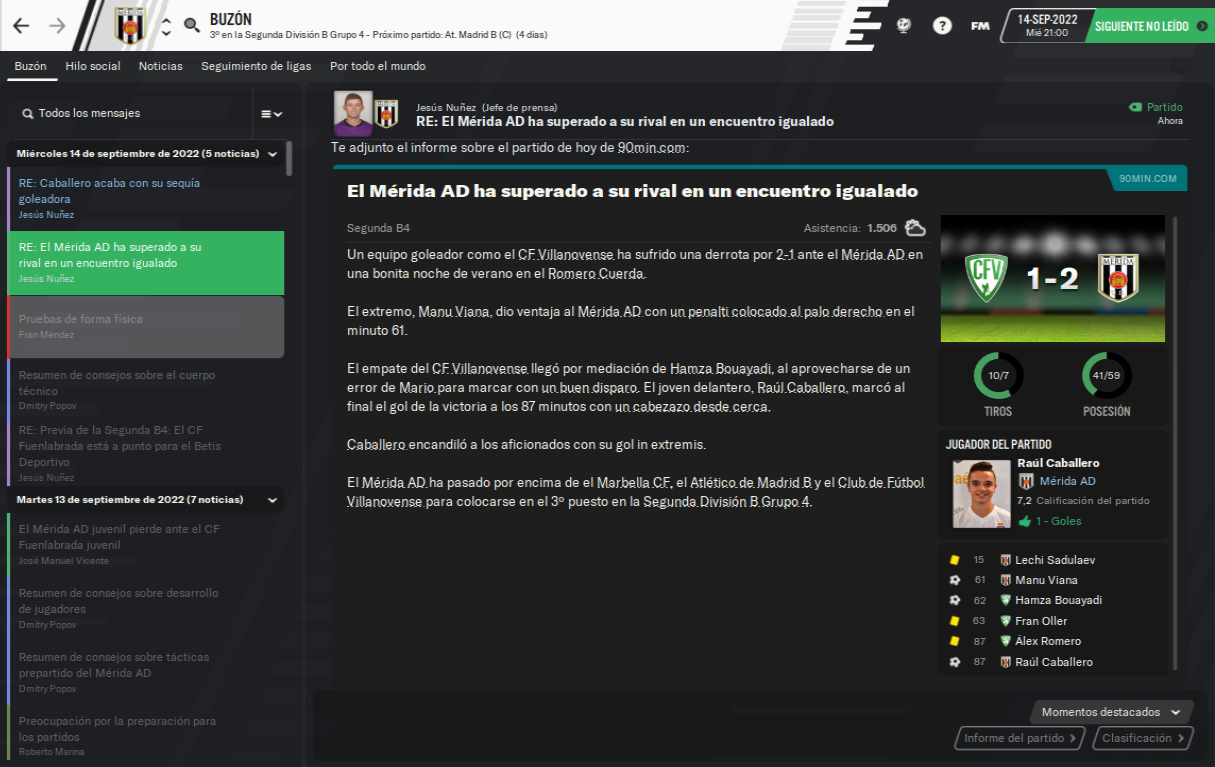 BUZÓN
3º en la Segunda División B Grupo 4 - Próximo partido: At. Madrid B (C) (4 días)
FM
14-SEP-2022
Mié 21:00
SIGUIENTE NO LEÍDO
Buzón
Hilo social
Noticias
Seguimiento de ligas
Por todo el mundo
Todos los mensajes
Miércoles 14 de septiembre de 2022 (5 noticias)
RE: Caballero acaba con su sequía
goleadora
Jesús Nuñez
RE: El Mérida AD ha superado a su
rival en un encuentro igualado
Jesús Nuñez
Pruebas de forma física
Fran Méndez
Resumen de consejos sobre el cuerpo
técnico
Dmitry Popov
RE: Previa de la Segunda B4: El CF
Fuenlabrada está a punto para el Betis
Deportivo
Jesús Nuñez
Martes 13 de septiembre de 2022 (7 noticias)
El Mérida AD juvenil pierde ante el CF
Fuenlabrada juvenil
José Manuel Vicente
Resumen de consejos sobre desarrollo
de jugadores
Dmitry Popov
Resumen de consejos sobre tácticas
prepartido del Mérida AD
Dmitry Popov
Preocupación por la preparación para
los partidos
Roberto Marina
Jesús Nuñez (Jefe de prensa)
RE: El Mérida AD ha superado a su rival en un encuentro igualado
Partido
Ahora
Te adjunto el informe sobre el partido de hoy de 90min.com:
90MIN.COM
El Mérida AD ha superado a su rival en un encuentro igualado
Segunda B4
Asistencia: 1.506
Un equipo goleador como el CF Villanovense ha sufrido una derrota por 2-1 ante el Mérida AD en
una bonita noche de verano en el Romero Cuerda.
El extremo, Manu Viana, dio ventaja al Mérida AD con un penalti colocado al palo derecho en el
minuto 61.
El empate del CF Villanovense llegó por mediación de Hamza Bouayadi, al aprovecharse de un
error de Mario para marcar con un buen disparo. El joven delantero, Raúl Caballero, marcó al
final el gol de la victoria a los 87 minutos con un cabezazo desde cerca.
Caballero encandiló a los aficionados con su gol in extremis.
El Mérida AD ha pasado por encima de el Marbella CF, el Atlético de Madrid B y el Club de Fútbol
Villanovense para colocarse en el 3º puesto en la Segunda División B Grupo 4.
CFV
1-2
MÉRIDA
10/7
TIROS
41/59
POSESIÓN
JUGADOR DEL PARTIDO
Raúl Caballero
Mérida AD
7,2 Calificación del partido
1 - Goles
15 Lechi Sadulaev
61 Manu Viana
62 Hamza Bouayadi
63 Fran Oller
87 Álex Romero
87 Raúl Caballero
Momentos destacados
Informe del partido
Clasificación